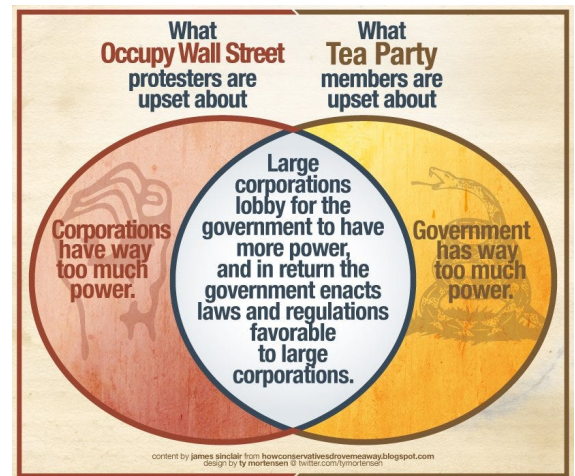 What
Occupy Wall Street
protesters are
upset about
What
Tea Party
members are
upset about
Corporations
have way
too much
power.
Large
corporations
lobby for the
government to have
more power,
and in return the
government enacts
laws and regulations
favorable
to large
corporations.
Government
has way
too much
power.
content by james sinclair from howconservativesdrovemeaway.blogspot.com
design by ty mortensen @ twitter.com/tymortensen